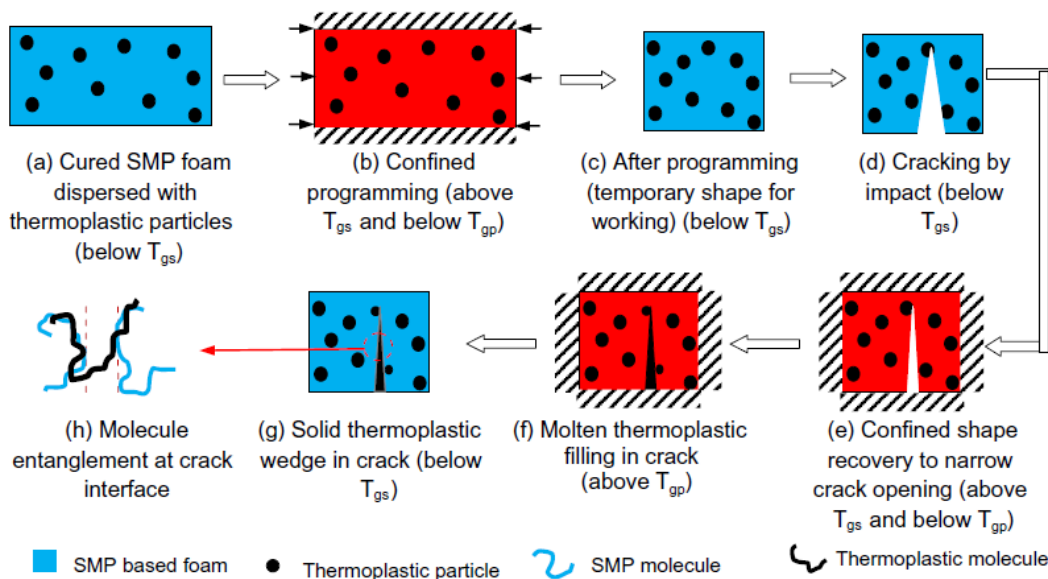 (a) Cured SMP foam
dispersed with
thermoplastic particles
(below Tgs)
(b) Confined
programming (above
Tgs and below Tgp)
(c) After programming
(temporary shape for
working) (below Tgs)
(d) Cracking by
impact (below
Tgs)
(h) Molecule
entanglement at crack
interface
(g) Solid thermoplastic
wedge in crack (below
Tgs)
(f) Molten thermoplastic
filling in crack
(above Tgp)
(e) Confined shape
recovery to narrow
crack opening (above
Tgs and below Tgp)
SMP based foam
Thermoplastic particle
SMP molecule
Thermoplastic molecule